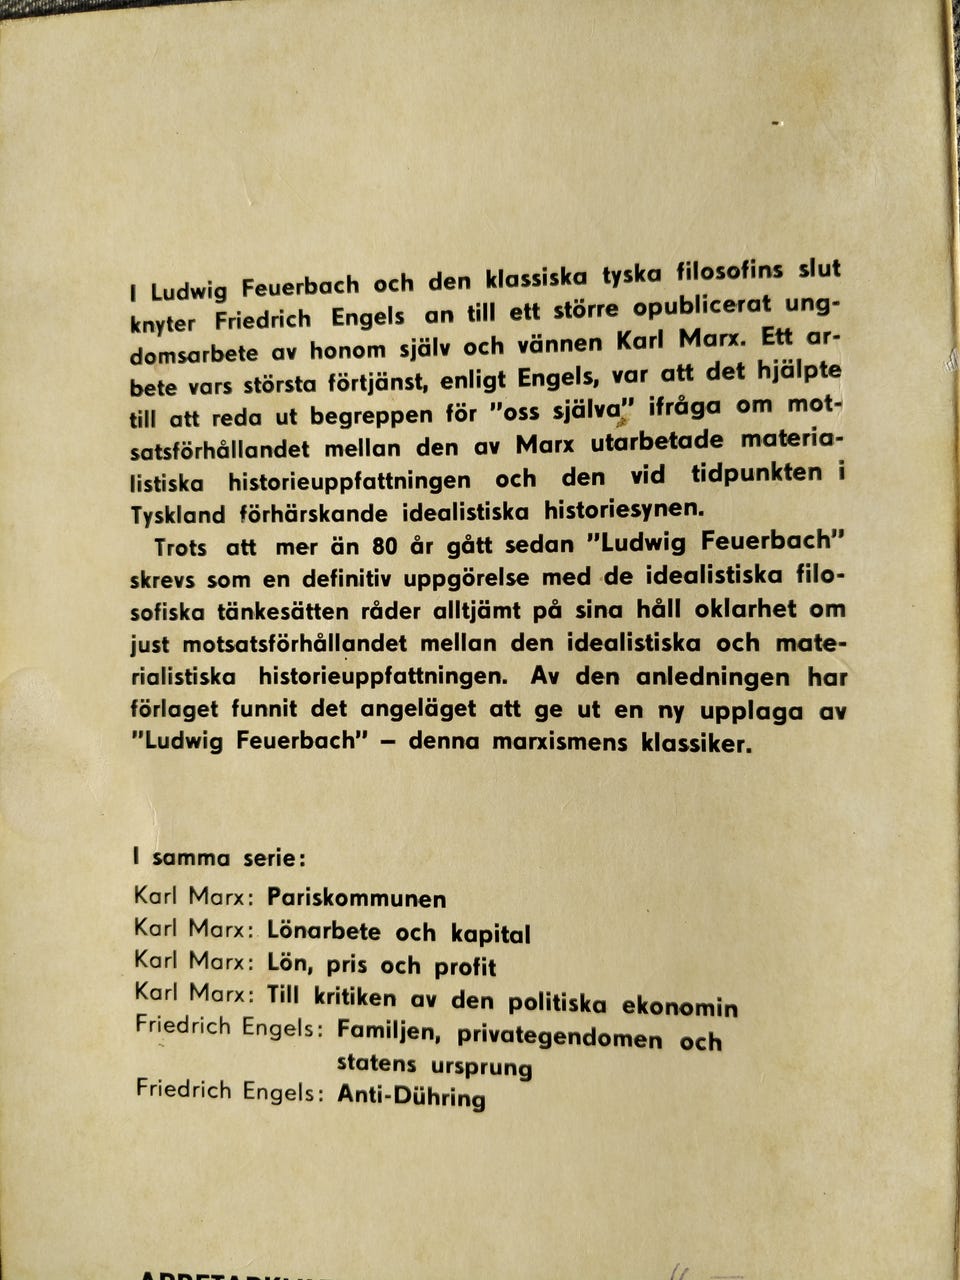 I Ludwig Feuerbach och den klassiska tyska filosofins slut
knyter Friedrich Engels an till ett större opublicerat ung-
domsarbete av honom själv och vännen Karl Marx. Ett ar-
bete vars största förtjänst, enligt Engels, var att det hjälpte
till att reda ut begreppen för "oss själva" ifråga om mot-
satsförhållandet mellan den av Marx utarbetade materia-
listiska historieuppfattningen och den vid tidpunkten i
Tyskland förhärskande idealistiska historiesynen.
Trots att mer än 80 år gått sedan "Ludwig Feuerbach"
skrevs som en definitiv uppgörelse med de idealistiska filo-
sofiska tänkesätten råder alltjämt på sina håll oklarhet om
just motsatsförhållandet mellan den idealistiska och mate-
rialistiska historieuppfattningen. Av den anledningen har
förlaget funnit det angeläget att ge ut en ny upplaga av
"Ludwig Feuerbach" – denna marxismens klassiker.
I samma serie:
Karl Marx: Pariskommunen
Karl Marx: Lönarbete och kapital
Karl Marx: Lön, pris och profit
Karl Marx: Till kritiken av den politiska ekonomin
Friedrich Engels: Familjen, privategendomen och
statens ursprung
Friedrich Engels: Anti-Dühring